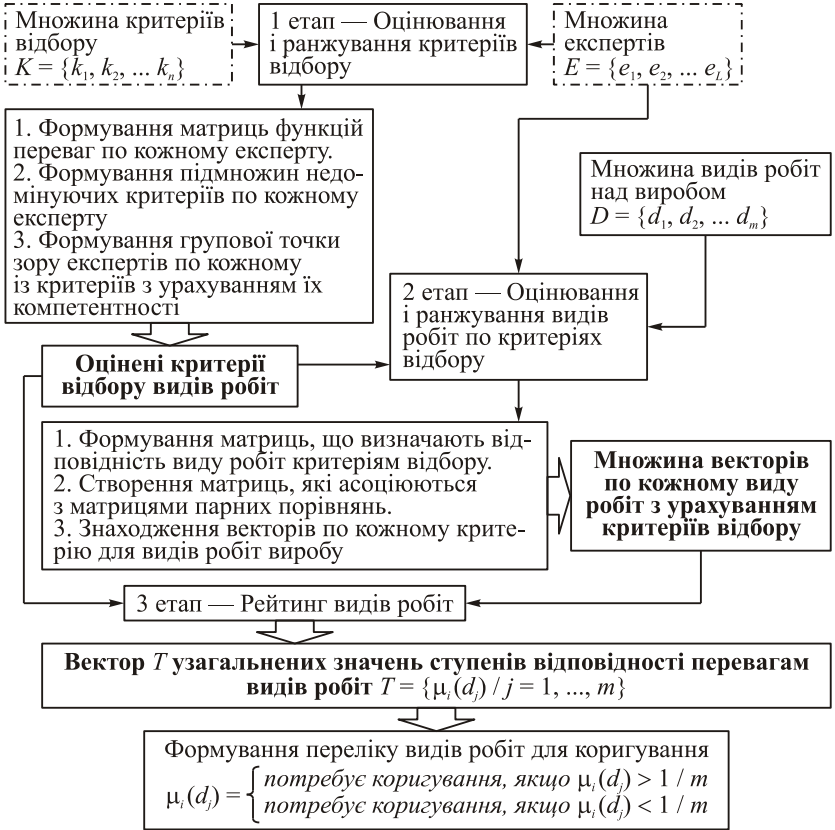 Множина критеріїв
відбору
K = {k₁, k₂, ... kₙ}
1 етап — Оцінювання
і ранжування критеріїв
відбору
Множина
експертів
E = {e₁, e₂, ... e_L}
1. Формування матриць функцій
переваг по кожному експерту.
2. Формування підмножин недо-
мінуючих критеріїв по кожному
експерту
3. Формування групової точки
зору експертів по кожному
із критеріїв з урахуванням їх
компетентності
Множина видів робіт
над виробом
D = {d₁, d₂, ... dₘ}
2 етап — Оцінювання
і ранжування видів
робіт по критеріях
відбору
Оцінені критерії
відбору видів робіт
1. Формування матриць, що визначають від-
повідність виду робіт критеріям відбору.
2. Створення матриць, які асоціюються
з матрицями парних порівнянь.
3. Знаходження векторів по кожному крите-
рію для видів робіт виробу
Множина векторів
по кожному виду
робіт з урахуванням
критеріїв відбору
3 етап — Рейтинг видів робіт
Вектор T узагальнених значень ступенів відповідності перевагам
видів робіт T = {μᵢ(dⱼ) / j = 1, ..., m}
Формування переліку видів робіт для коригування
μᵢ(dⱼ) = { потребує коригування, якщо μᵢ(dⱼ) > 1 / m
потребує коригування, якщо μᵢ(dⱼ) < 1 / m